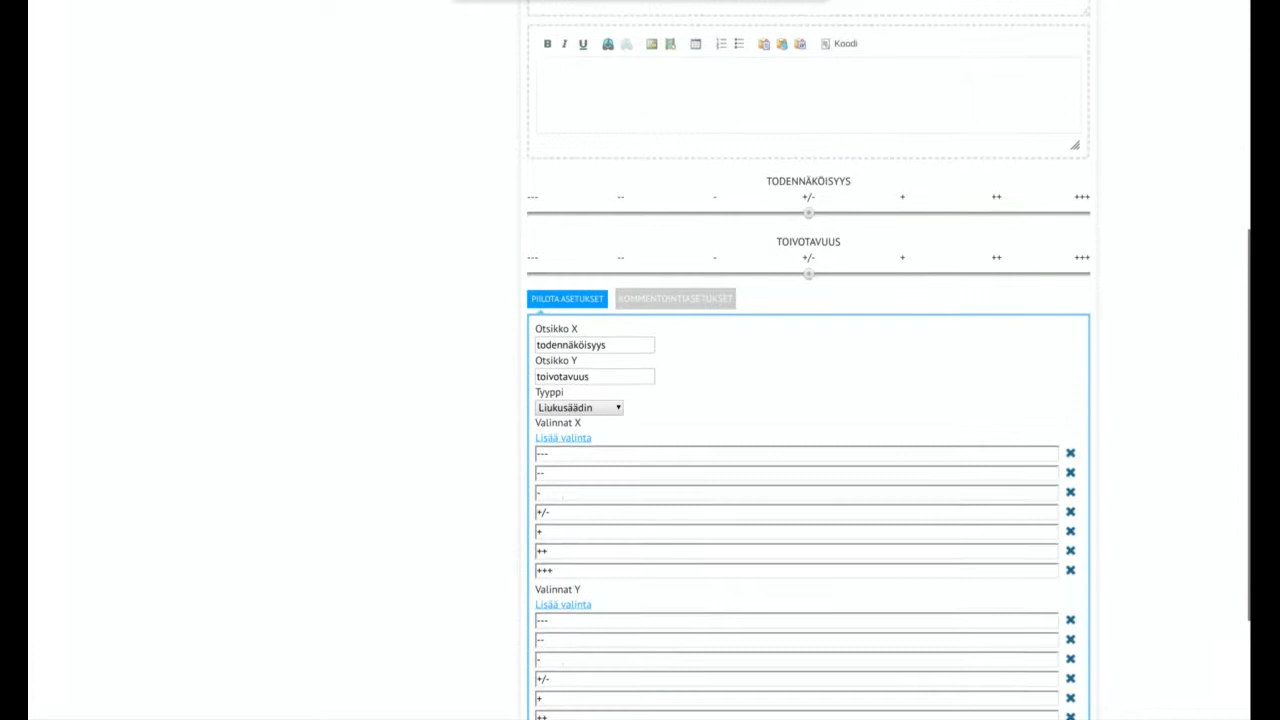 B I U Koodi
TODENNÄKÖISYYS
--- -- - +/- + ++ +++
TOIVOTAVUUS
--- -- - +/- + ++ +++
PIILOTA ASETUKSET KOMMENTOINTIASETUKSET
Otsikko X
todennäköisyys
Otsikko Y
toivotavuus
Tyyppi
Liukusäädin
Valinnat X
Lisää valinta
---
--
-
+/-
+
++
+++
Valinnat Y
Lisää valinta
---
--
-
+/-
+
++